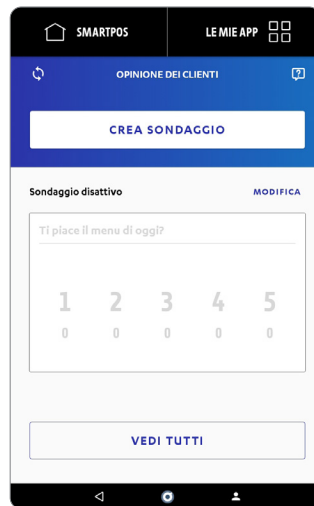 SMARTPOS
LE MIE APP
OPINIONE DEI CLIENTI
?
CREA SONDAGGIO
Sondaggio disattivo
MODIFICA
Ti piace il menu di oggi?
1 2 3 4 5
0 0 0 0 0
VEDI TUTTI